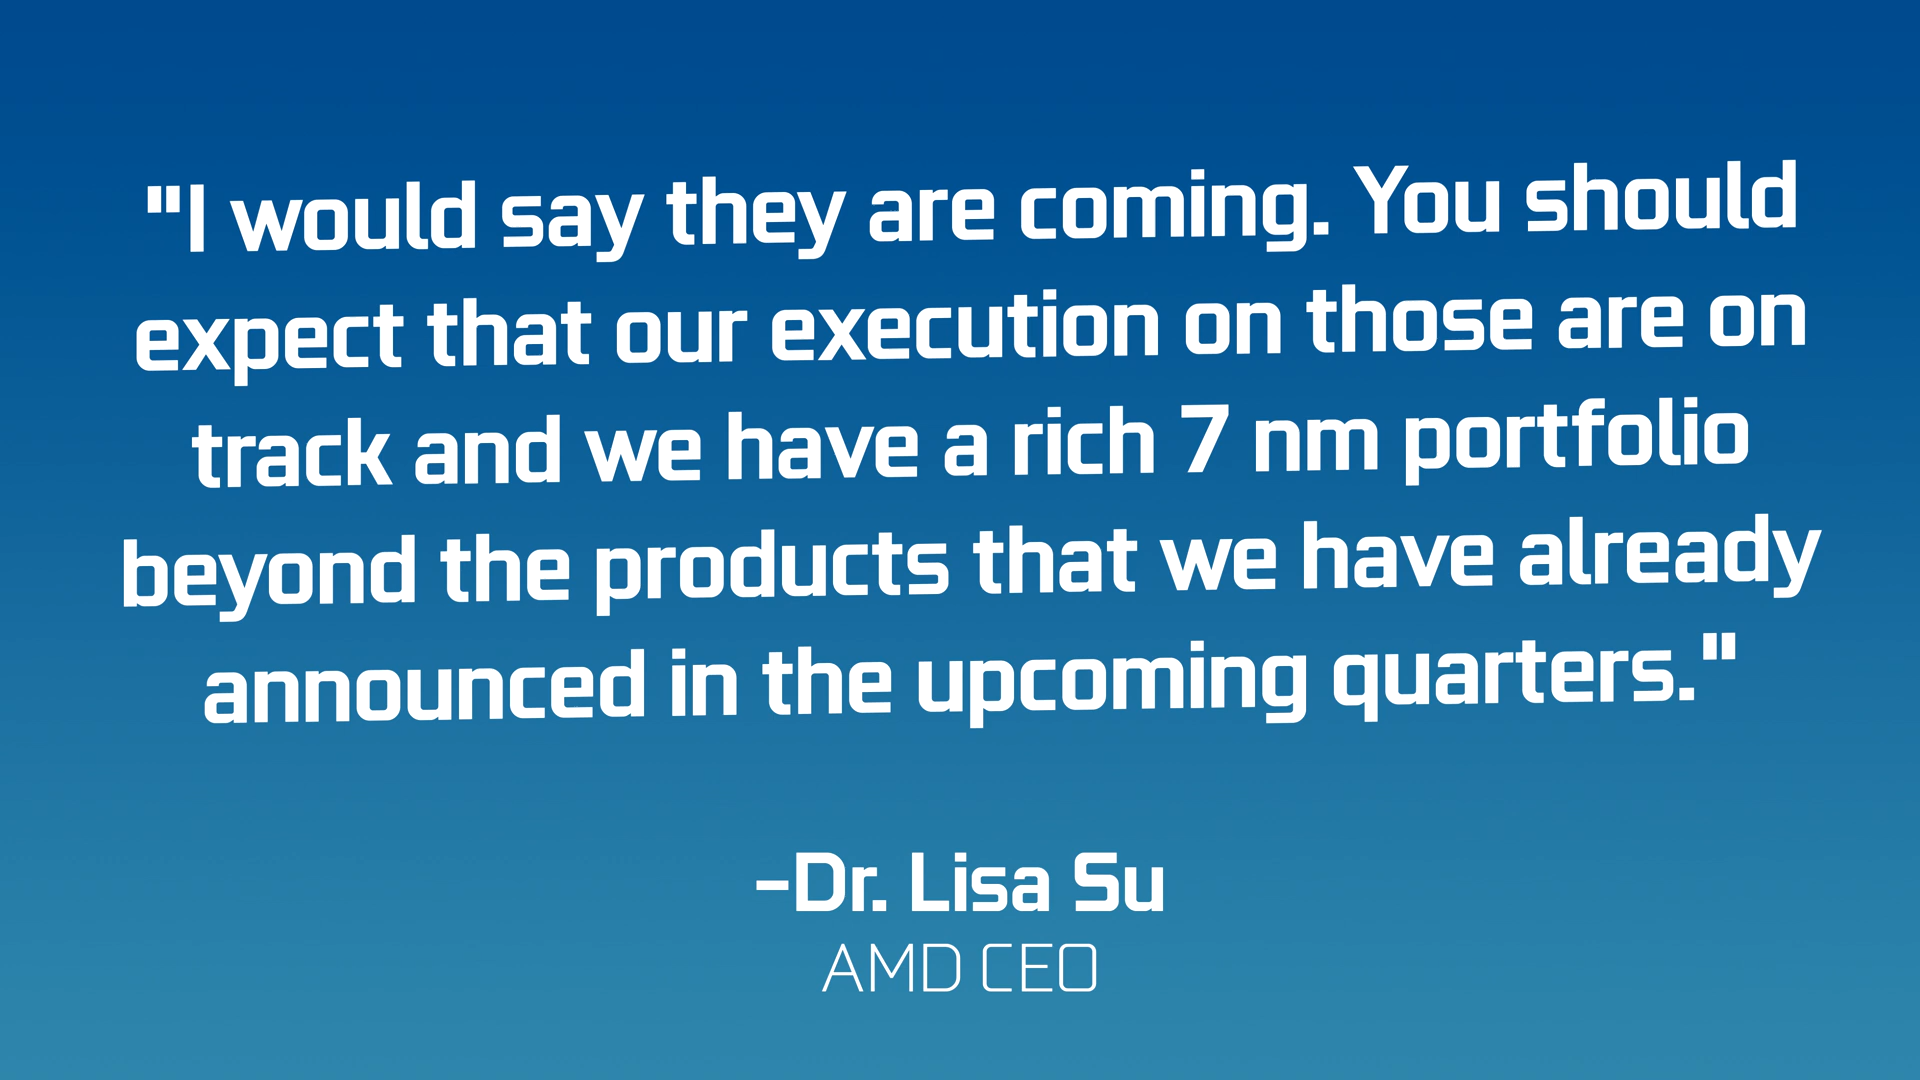 "I would say they are coming. You should
expect that our execution on those are on
track and we have a rich 7 nm portfolio
beyond the products that we have already
announced in the upcoming quarters."
-Dr. Lisa Su
AMD CEO